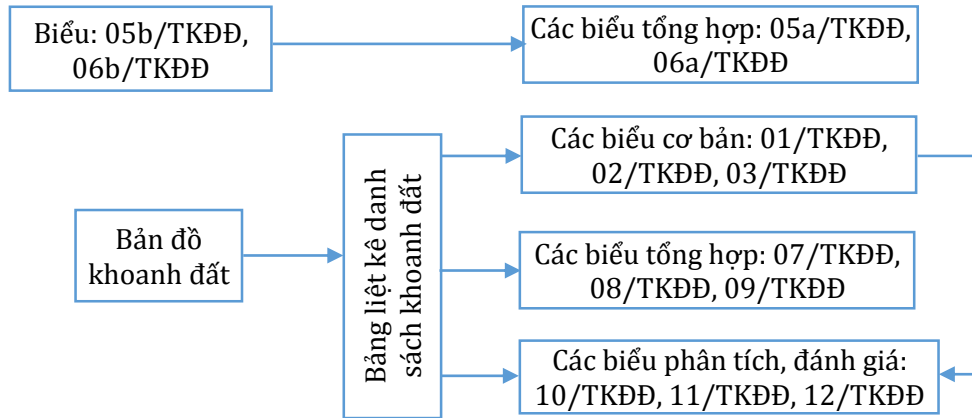 Biểu: 05b/TKĐĐ,
06b/TKĐĐ
Các biểu tổng hợp: 05a/TKĐĐ,
06a/TKĐĐ
Bản đồ
khoanh đất
Bảng liệt kê danh
sách khoanh đất
Các biểu cơ bản: 01/TKĐĐ,
02/TKĐĐ, 03/TKĐĐ
Các biểu tổng hợp: 07/TKĐĐ,
08/TKĐĐ, 09/TKĐĐ
Các biểu phân tích, đánh giá:
10/TKĐĐ, 11/TKĐĐ, 12/TKĐĐ